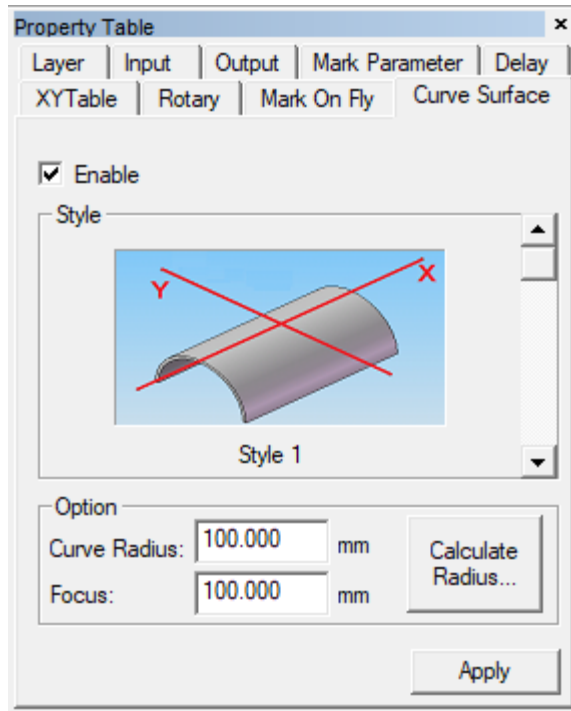 Property Table ×
Layer Input Output Mark Parameter Delay
XYTable Rotary Mark On Fly Curve Surface
Enable
Style
Y X
Style 1
Option
Curve Radius: 100.000 mm
Focus: 100.000 mm
Calculate
Radius...
Apply